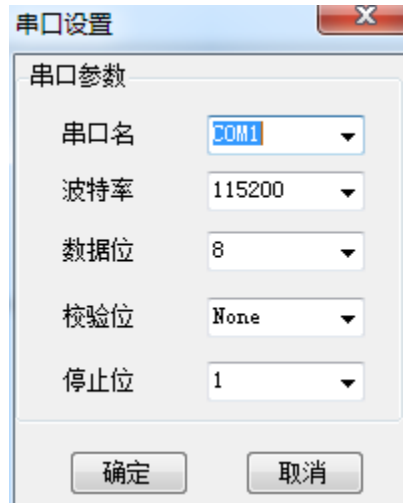 串口设置
串口参数
串口名 COM1
波特率 115200
数据位 8
校验位 None
停止位 1
确定 取消